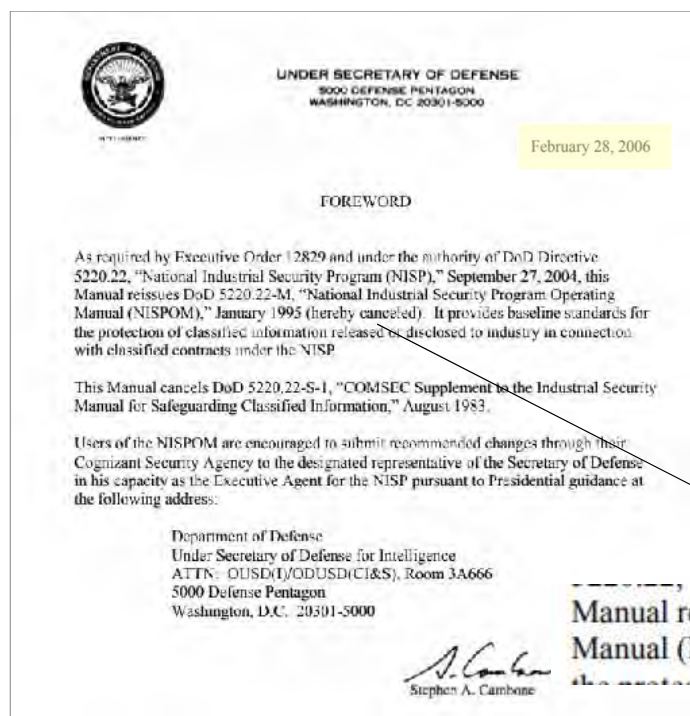 UNDER SECRETARY OF DEFENSE
5000 DEFENSE PENTAGON
WASHINGTON, DC 20301-5000
INTELLIGENCE
February 28, 2006
FOREWORD
As required by Executive Order 12829 and under the authority of DoD Directive
5220.22, “National Industrial Security Program (NISP),” September 27, 2004, this
Manual reissues DoD 5220.22-M, “National Industrial Security Program Operating
Manual (NISPOM),” January 1995 (hereby canceled). It provides baseline standards for
the protection of classified information released or disclosed to industry in connection
with classified contracts under the NISP
This Manual cancels DoD 5220.22-S-1, “COMSEC Supplement to the Industrial Security
Manual for Safeguarding Classified Information,” August 1983.
Users of the NISPOM are encouraged to submit recommended changes through their
Cognizant Security Agency to the designated representative of the Secretary of Defense
in his capacity as the Executive Agent for the NISP pursuant to Presidential guidance at
the following address:
Department of Defense
Under Secretary of Defense for Intelligence
ATTN: OUSD(I)/ODUSD(CI&S), Room 3A666
5000 Defense Pentagon
Washington, D.C. 20301-5000
Stephen A. Cambone
Manual
Manual